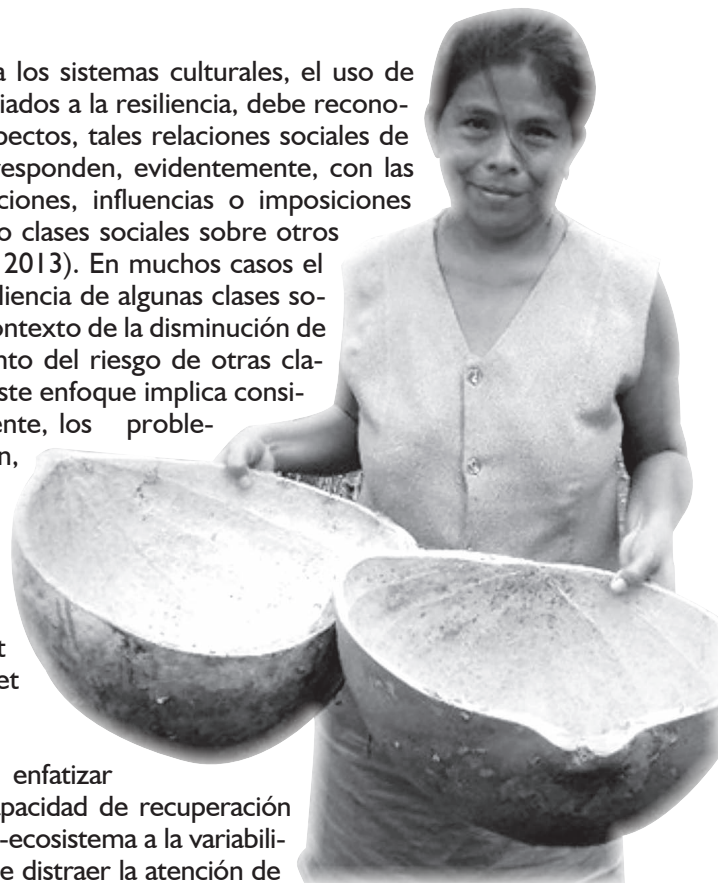 a los sistemas culturales, el uso de
iados a la resiliencia, debe recono-
pectos, tales relaciones sociales de
responden, evidentemente, con las
ciones, influencias o imposiciones
o clases sociales sobre otros
2013). En muchos casos el
liencia de algunas clases so-
ontexto de la disminución de
nto del riesgo de otras cla-
ste enfoque implica consi-
ente, los proble-
n,
t
et
enfatizar
apacidad de recuperación
-ecosistema a la variabili-
e distraer la atención de